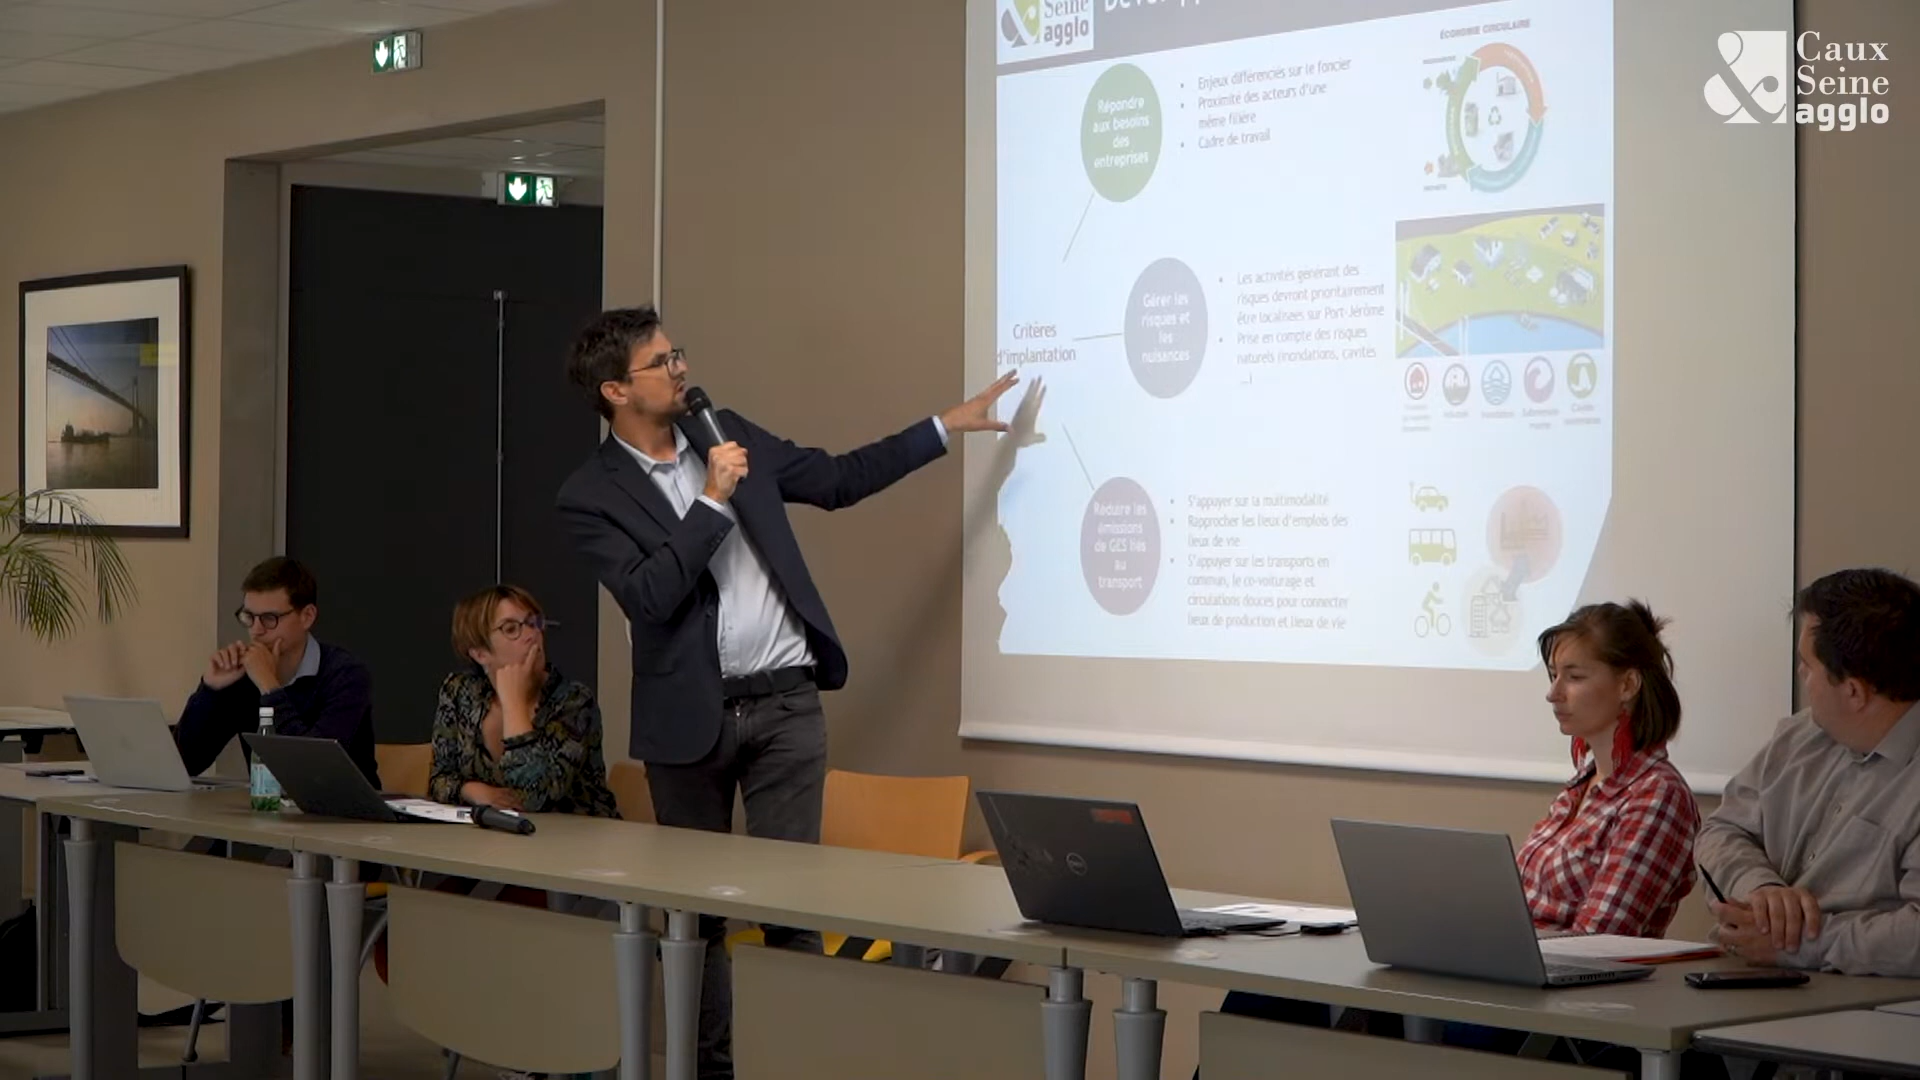 Seine
agglo
Caux
Seine
agglo
ÉCONOMIE CIRCULAIRE
Répondre
aux besoins
des
entreprises
• Enjeux différenciés sur le foncier
• Proximité des acteurs d'une
même filière
• Cadre de travail
Critères
d'implantation
Gérer les
risques et
les
nuisances
• Les activités générant des
risques devront prioritairement
être localisées sur Port-Jérôme
• Prise en compte des risques
naturels (inondations, cavités
...)
Réduire les
émissions
de GES liés
au
transport
• S'appuyer sur la multimodalité
• Rapprocher les lieux d'emplois des
lieux de vie
• S'appuyer sur les transports en
commun, le co-voiturage et
circulations douces pour connecter
lieux de production et lieux de vie
DELL